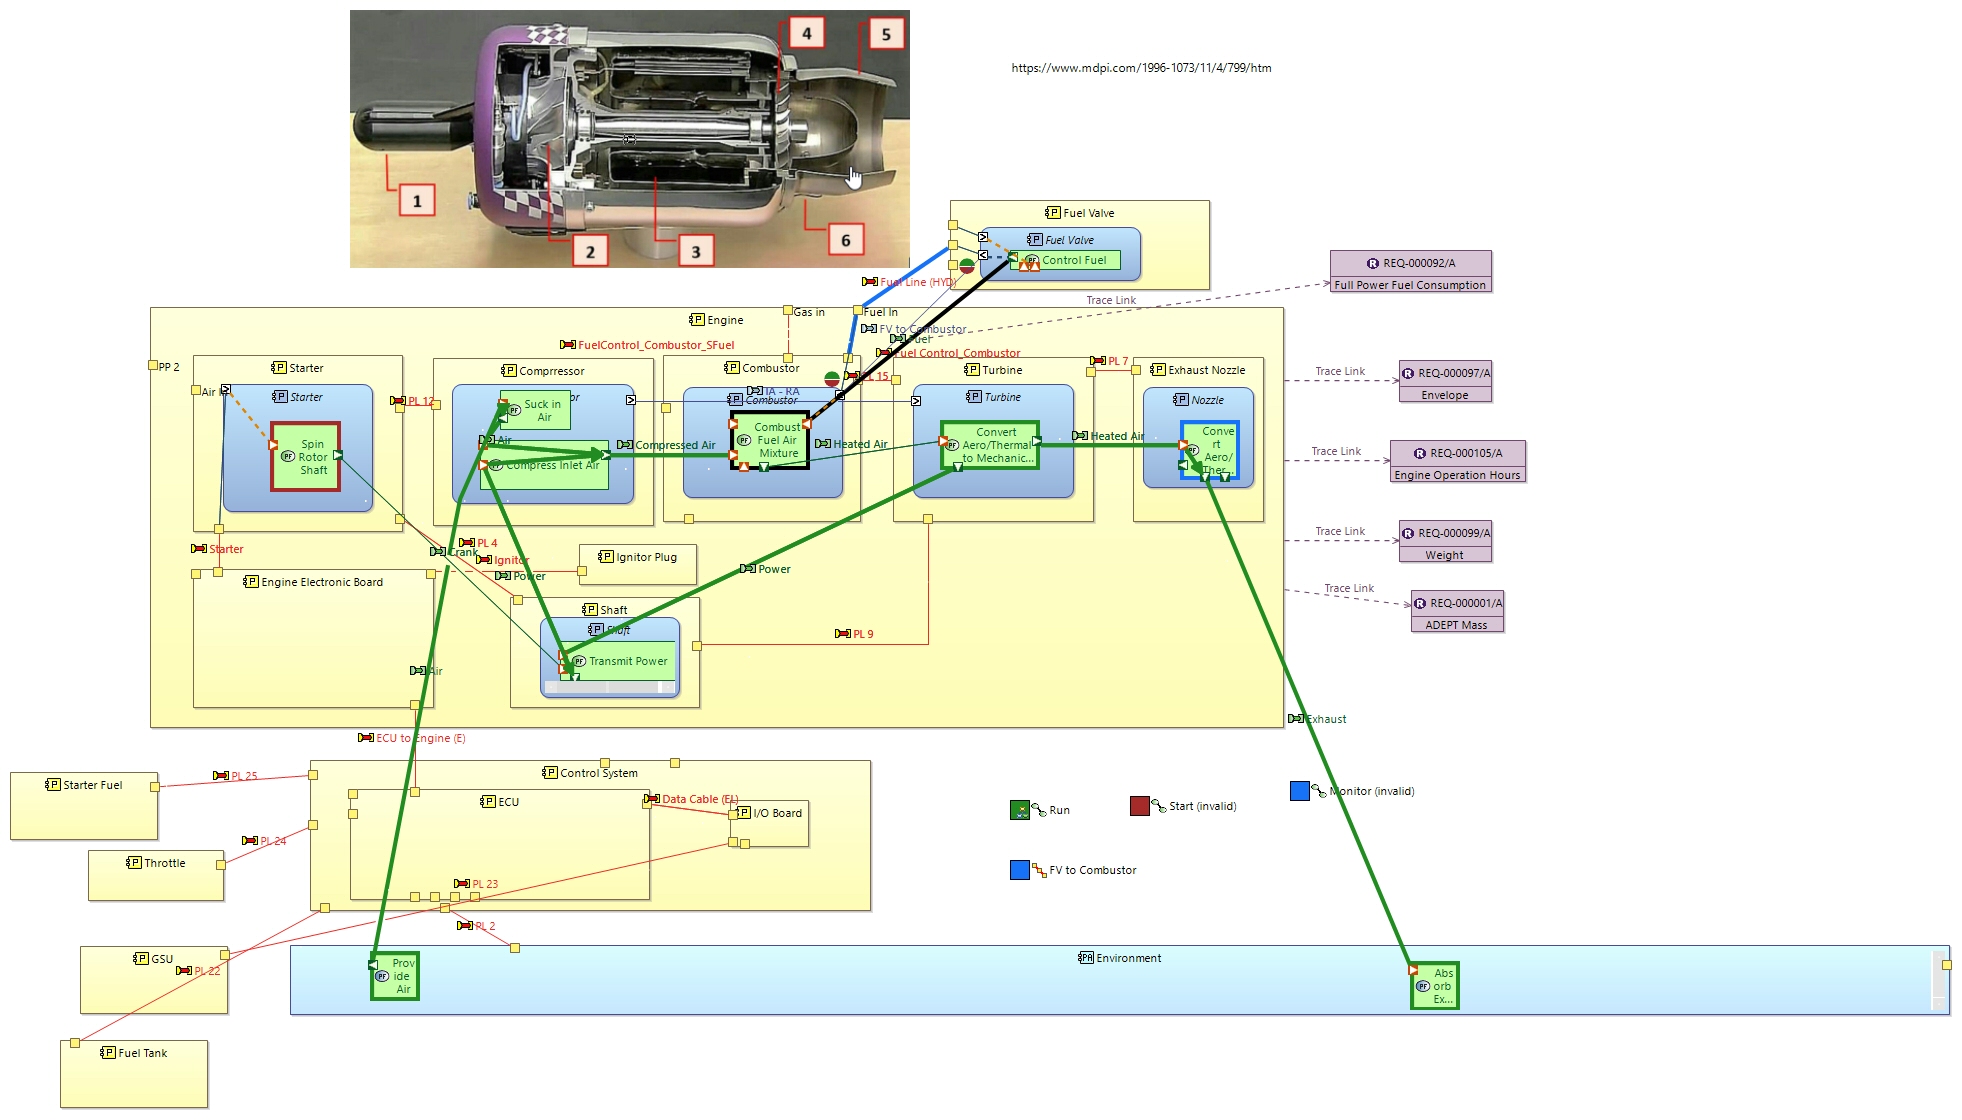 4
5
1
2
3
6
https://www.mdpi.com/1996-1073/11/4/799/htm
Fuel Valve
Fuel Valve
Control Fuel
Fuel Line (HYD)
REQ-000092/A
Full Power Fuel Consumption
Trace Link
Engine
Gas in
Fuel In
FV to Combustor
Fuel
FuelControl_Combustor_SFuel
Fuel Control_Combustor
PP 2
Starter
Comprressor
Combustor
Turbine
PL 7
Exhaust Nozzle
REQ-000097/A
Envelope
Trace Link
PL 15
Air In
Starter
PL 12
Suck in
Air
IA - RA
Combustor
Turbine
Nozzle
Spin
Rotor
Shaft
Air
Compress Inlet Air
Compressed Air
Combust
Fuel Air
Mixture
Heated Air
Convert
Aero/Thermal
to Mechanic...
Heated Air
Conve
rt
Aero/
Ther...
REQ-000105/A
Engine Operation Hours
Trace Link
Starter
Crank
PL 4
Ignitor
Power
Ignitor Plug
Power
REQ-000099/A
Weight
Trace Link
Engine Electronic Board
Shaft
Shaft
Transmit Power
PL 9
REQ-000001/A
ADEPT Mass
Trace Link
Air
Exhaust
ECU to Engine (E)
Starter Fuel
PL 25
Control System
ECU
Data Cable (EL)
I/O Board
Run
Start (invalid)
Monitor (invalid)
Throttle
PL 24
PL 23
FV to Combustor
PL 2
GSU
PL 22
Prov
ide
Air
Environment
Abs
orb
Ex...
Fuel Tank